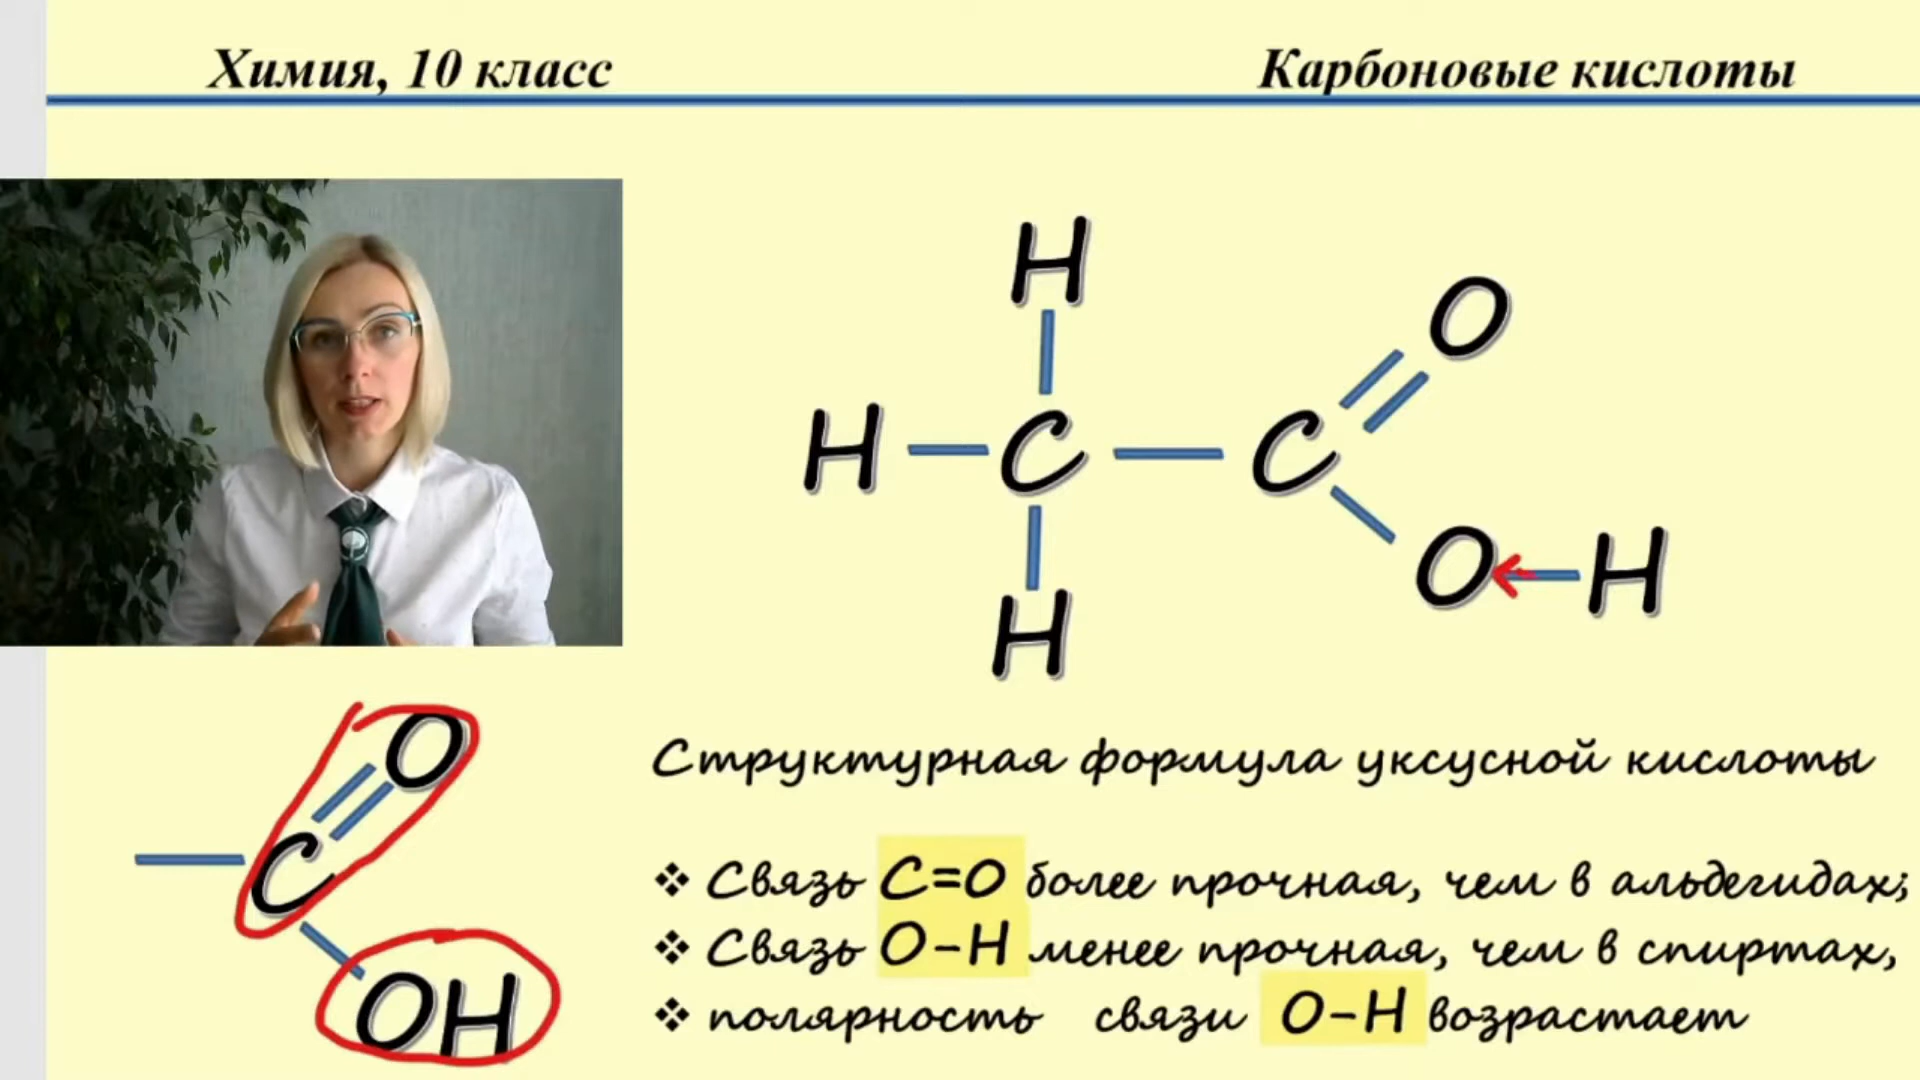 Химия, 10 класс
Карбоновые кислоты
H
O
H C C
O H
H
O
C
OH
Структурная формула уксусной кислоты
❖ Связь C=O более прочная, чем в альдегидах;
❖ Связь O-H менее прочная, чем в спиртах,
❖ полярность связи O-H возрастает